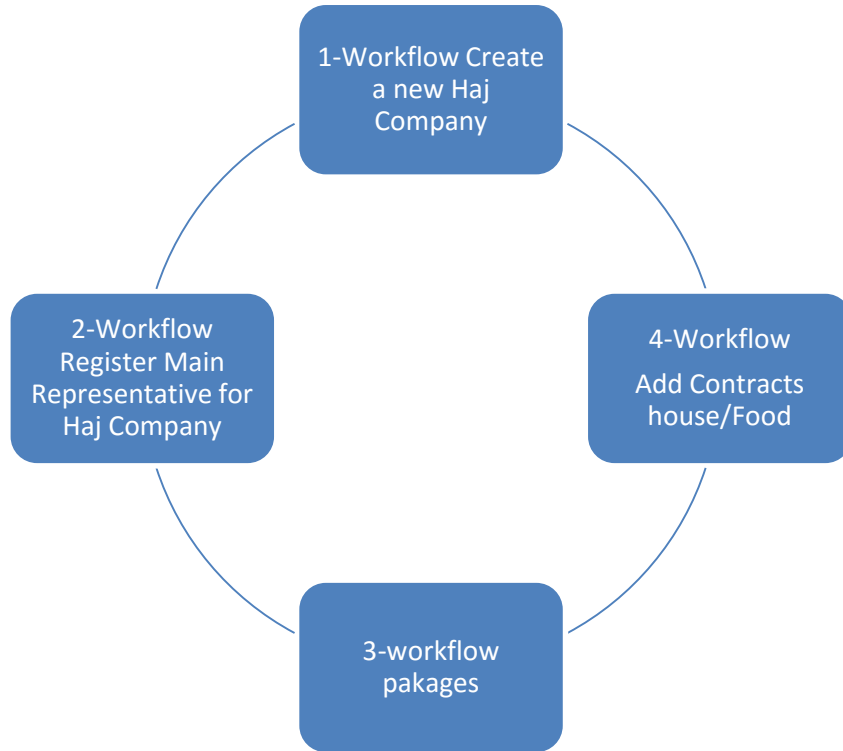 1-Workflow Create
a new Haj
Company
2-Workflow
Register Main
Representative for
Haj Company
4-Workflow
Add Contracts
house/Food
3-workflow
pakages